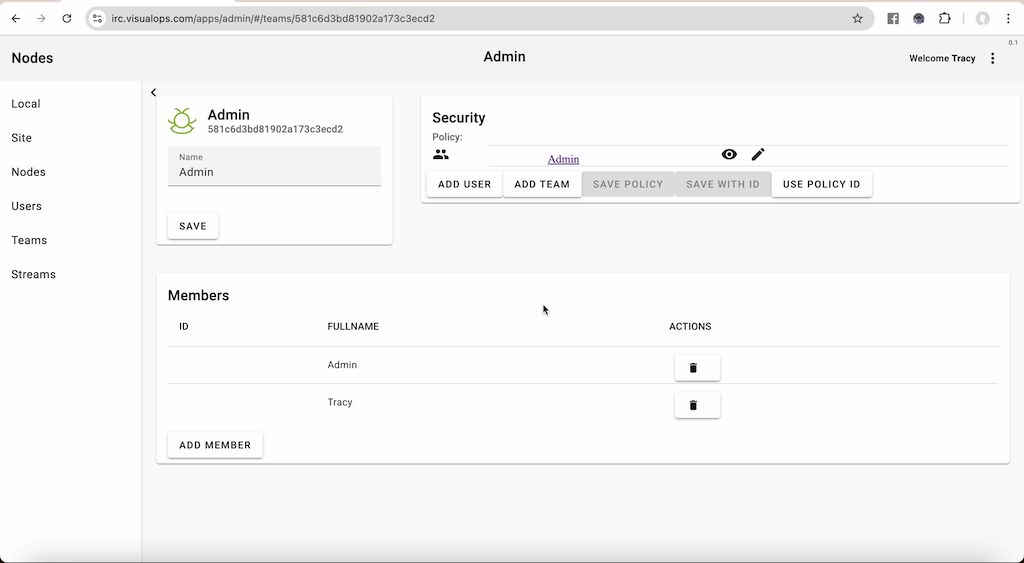 irc.visualops.com/apps/admin/#/teams/581c6d3bd81902a173c3ecd2
Nodes
Admin
Welcome Tracy
0.1
Local
Site
Nodes
Users
Teams
Streams
Admin
581c6d3bd81902a173c3ecd2
Name
Admin
SAVE
Security
Policy:
Admin
ADD USER ADD TEAM SAVE POLICY SAVE WITH ID USE POLICY ID
Members
ID FULLNAME ACTIONS
Admin
Tracy
ADD MEMBER